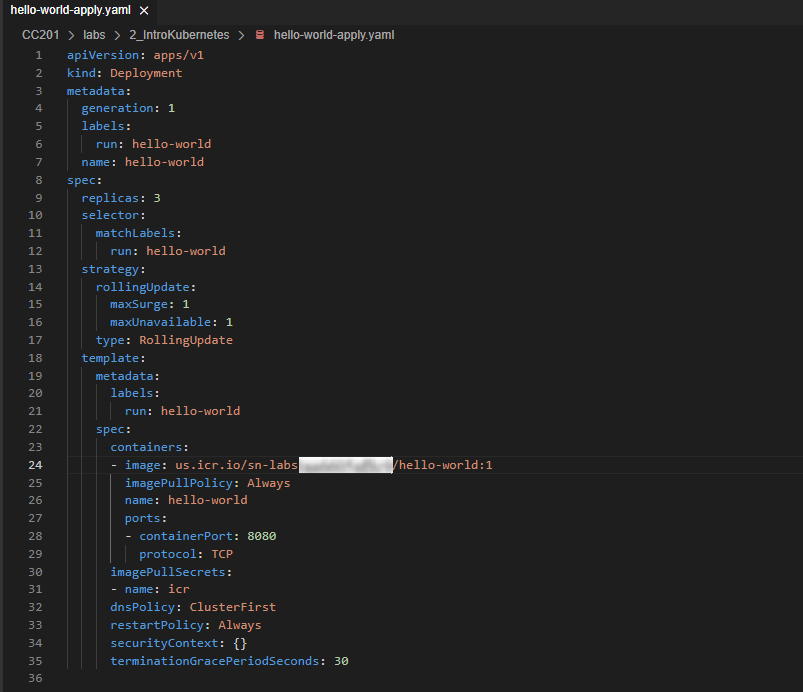 hello-world-apply.yaml ×
CC201 > labs > 2_IntroKubernetes > hello-world-apply.yaml
1 apiVersion: apps/v1
2 kind: Deployment
3 metadata:
4   generation: 1
5   labels:
6     run: hello-world
7   name: hello-world
8 spec:
9   replicas: 3
10   selector:
11     matchLabels:
12       run: hello-world
13   strategy:
14     rollingUpdate:
15       maxSurge: 1
16       maxUnavailable: 1
17     type: RollingUpdate
18   template:
19     metadata:
20       labels:
21         run: hello-world
22     spec:
23       containers:
24       - image: us.icr.io/sn-labs /hello-world:1
25         imagePullPolicy: Always
26         name: hello-world
27         ports:
28         - containerPort: 8080
29           protocol: TCP
30       imagePullSecrets:
31       - name: icr
32       dnsPolicy: ClusterFirst
33       restartPolicy: Always
34       securityContext: {}
35       terminationGracePeriodSeconds: 30
36